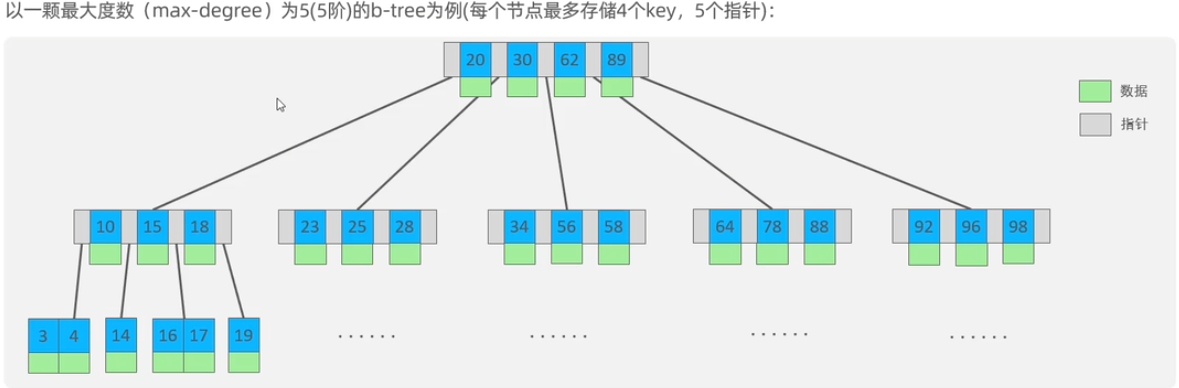 以一颗最大度数（max-degree）为5(5阶)的b-tree为例(每个节点最多存储4个key，5个指针)：
20 30 62 89
数据
指针
10 15 18 23 25 28 34 56 58 64 78 88 92 96 98
3 4 14 16 17 19 ...... ...... ...... ......